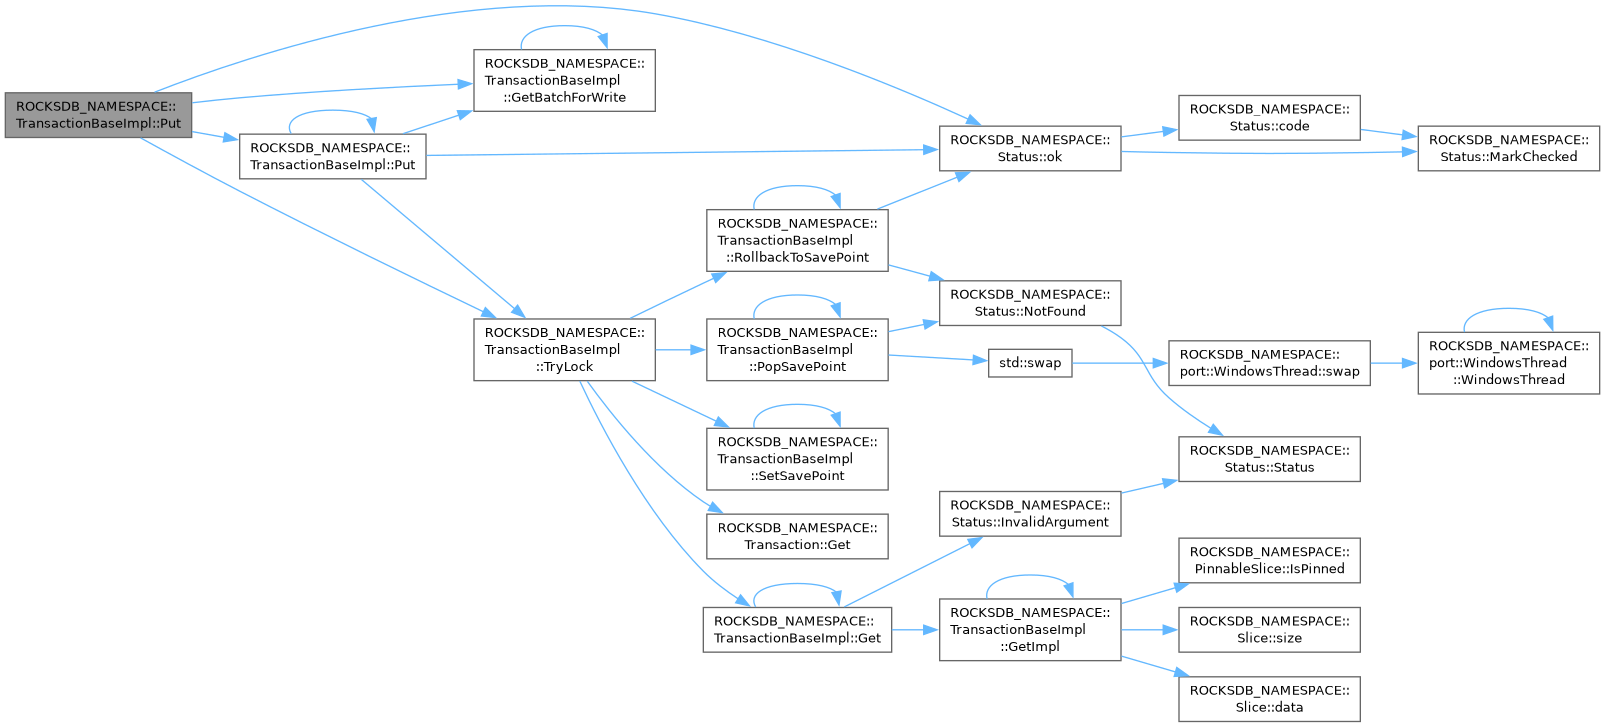 ROCKSDB_NAMESPACE::
TransactionBaseImpl::Put
ROCKSDB_NAMESPACE::
TransactionBaseImpl
::GetBatchForWrite
ROCKSDB_NAMESPACE::
TransactionBaseImpl::Put
ROCKSDB_NAMESPACE::
Status::ok
ROCKSDB_NAMESPACE::
Status::code
ROCKSDB_NAMESPACE::
Status::MarkChecked
ROCKSDB_NAMESPACE::
TransactionBaseImpl
::RollbackToSavePoint
ROCKSDB_NAMESPACE::
Status::NotFound
ROCKSDB_NAMESPACE::
TransactionBaseImpl
::TryLock
ROCKSDB_NAMESPACE::
TransactionBaseImpl
::PopSavePoint
std::swap
ROCKSDB_NAMESPACE::
port::WindowsThread::swap
ROCKSDB_NAMESPACE::
port::WindowsThread
::WindowsThread
ROCKSDB_NAMESPACE::
TransactionBaseImpl
::SetSavePoint
ROCKSDB_NAMESPACE::
Status::Status
ROCKSDB_NAMESPACE::
Status::InvalidArgument
ROCKSDB_NAMESPACE::
Transaction::Get
ROCKSDB_NAMESPACE::
PinnableSlice::IsPinned
ROCKSDB_NAMESPACE::
TransactionBaseImpl::Get
ROCKSDB_NAMESPACE::
TransactionBaseImpl
::GetImpl
ROCKSDB_NAMESPACE::
Slice::size
ROCKSDB_NAMESPACE::
Slice::data